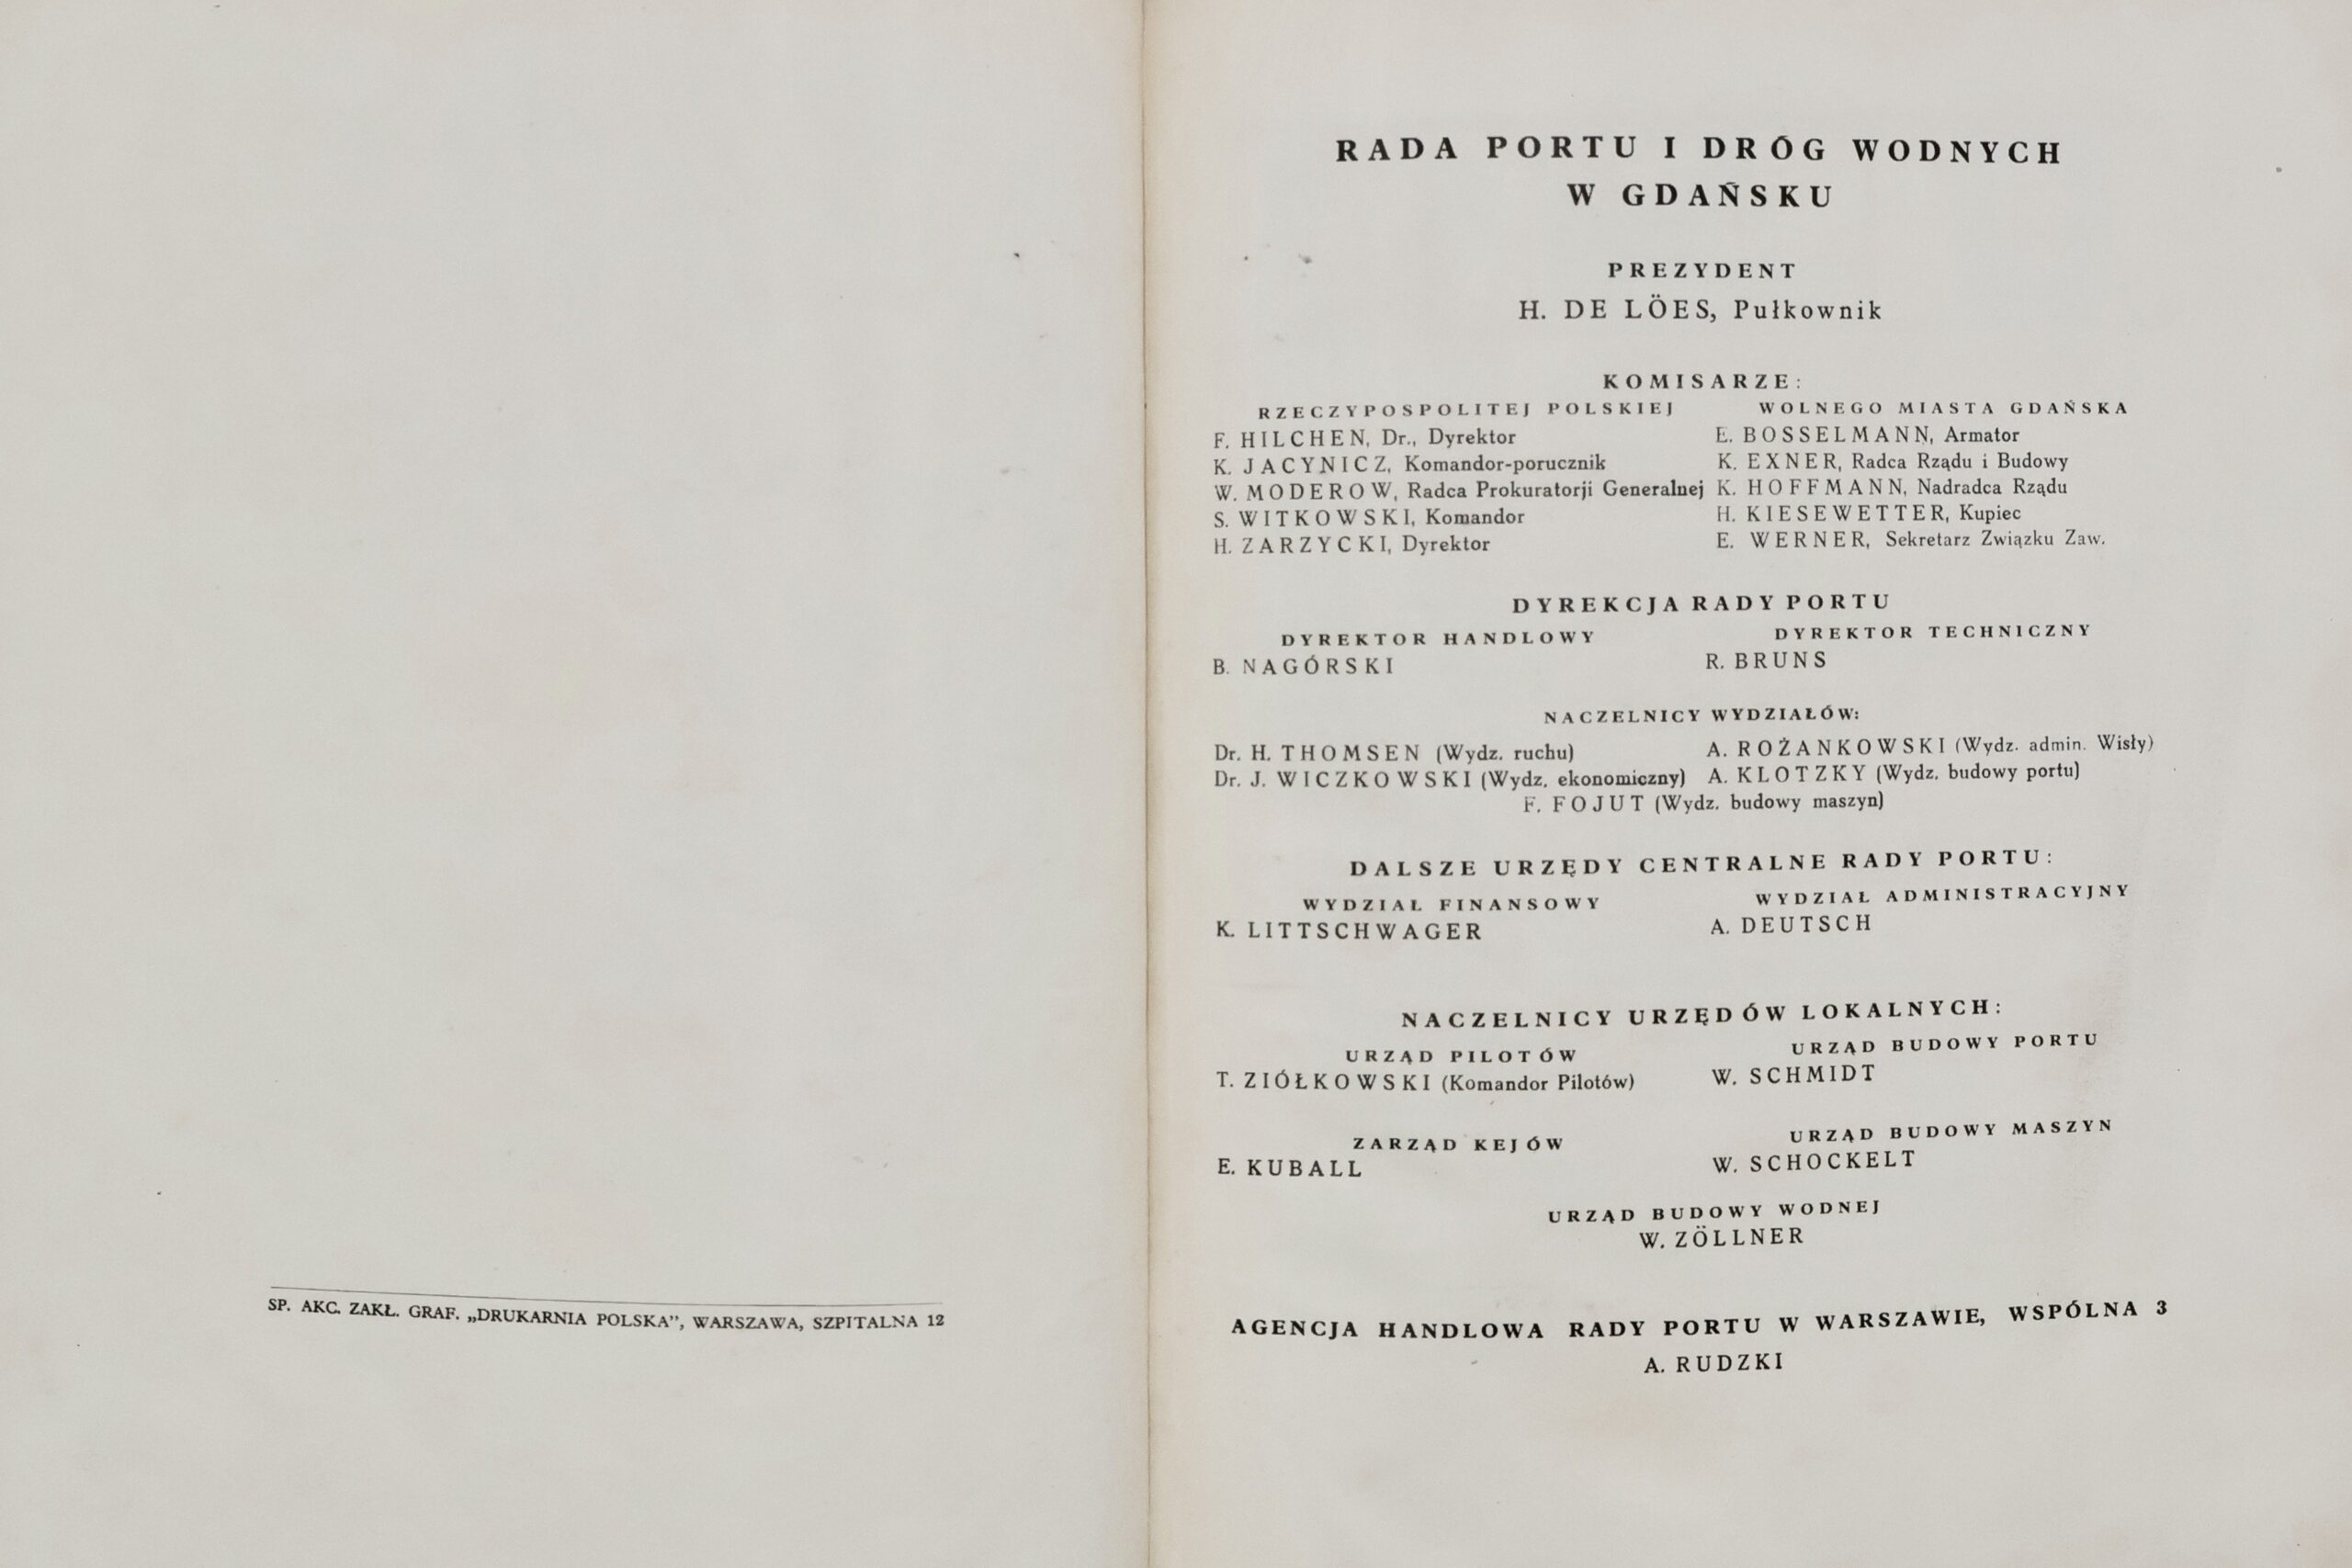 SP. AKC. ZAKŁ. GRAF. „DRUKARNIA POLSKA”, WARSZAWA, SZPITALNA 12
RADA PORTU I DRÓG WODNYCH
W GDAŃSKU
PREZYDENT
H. DE LÖES, Pułkownik
KOMISARZE:
RZECZYPOSPOLITEJ POLSKIEJ
F. HILCHEN, Dr., Dyrektor
K. JACYNICZ, Komandor-porucznik
W. MODEROW, Radca Prokuratorji Generalnej
S. WITKOWSKI, Komandor
H. ZARZYCKI, Dyrektor
WOLNEGO MIASTA GDAŃSKA
E. BOSSELMANN, Armator
K. EXNER, Radca Rządu i Budowy
K. HOFFMANN, Nadradca Rządu
H. KIESEWETTER, Kupiec
E. WERNER, Sekretarz Związku Zaw.
DYREKCJA RADY PORTU
DYREKTOR HANDLOWY
B. NAGÓRSKI
DYREKTOR TECHNICZNY
R. BRUNS
NACZELNICY WYDZIAŁÓW:
Dr. H. THOMSEN (Wydz. ruchu)
Dr. J. WICZKOWSKI (Wydz. ekonomiczny)
A. ROŻANKOWSKI (Wydz. admin. Wisły)
A. KLOTZKY (Wydz. budowy portu)
F. FOJUT (Wydz. budowy maszyn)
DALSZE URZĘDY CENTRALNE RADY PORTU:
WYDZIAŁ FINANSOWY
K. LITTSCHWAGER
WYDZIAŁ ADMINISTRACYJNY
A. DEUTSCH
NACZELNICY URZĘDÓW LOKALNYCH:
URZĄD PILOTÓW
T. ZIÓŁKOWSKI (Komandor Pilotów)
URZĄD BUDOWY PORTU
W. SCHMIDT
ZARZĄD KEJÓW
E. KUBALL
URZĄD BUDOWY MASZYN
W. SCHOCKELT
URZĄD BUDOWY WODNEJ
W. ZÖLLNER
AGENCJA HANDLOWA RADY PORTU W WARSZAWIE, WSPÓLNA 3
A. RUDZKI